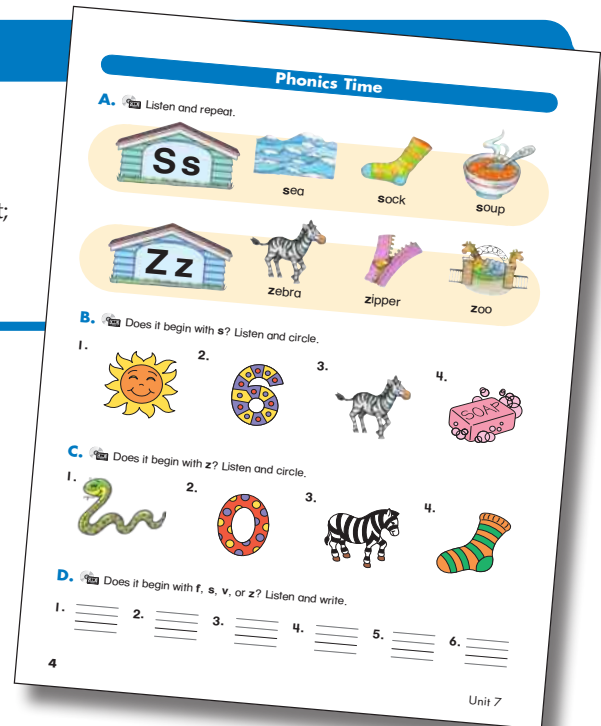 t;
Phonics Time
A. Listen and repeat.
Ss
sea
sock
soup
Zz
zebra
zipper
ZOO
zoo
B. Does it begin with s? Listen and circle.
1.
2.
3.
4.
SOAP
C. Does it begin with z? Listen and circle.
1.
2.
0
3.
4.
D. Does it begin with f, s, v, or z? Listen and write.
1.
2.
3.
4.
5.
6.
4
Unit 7